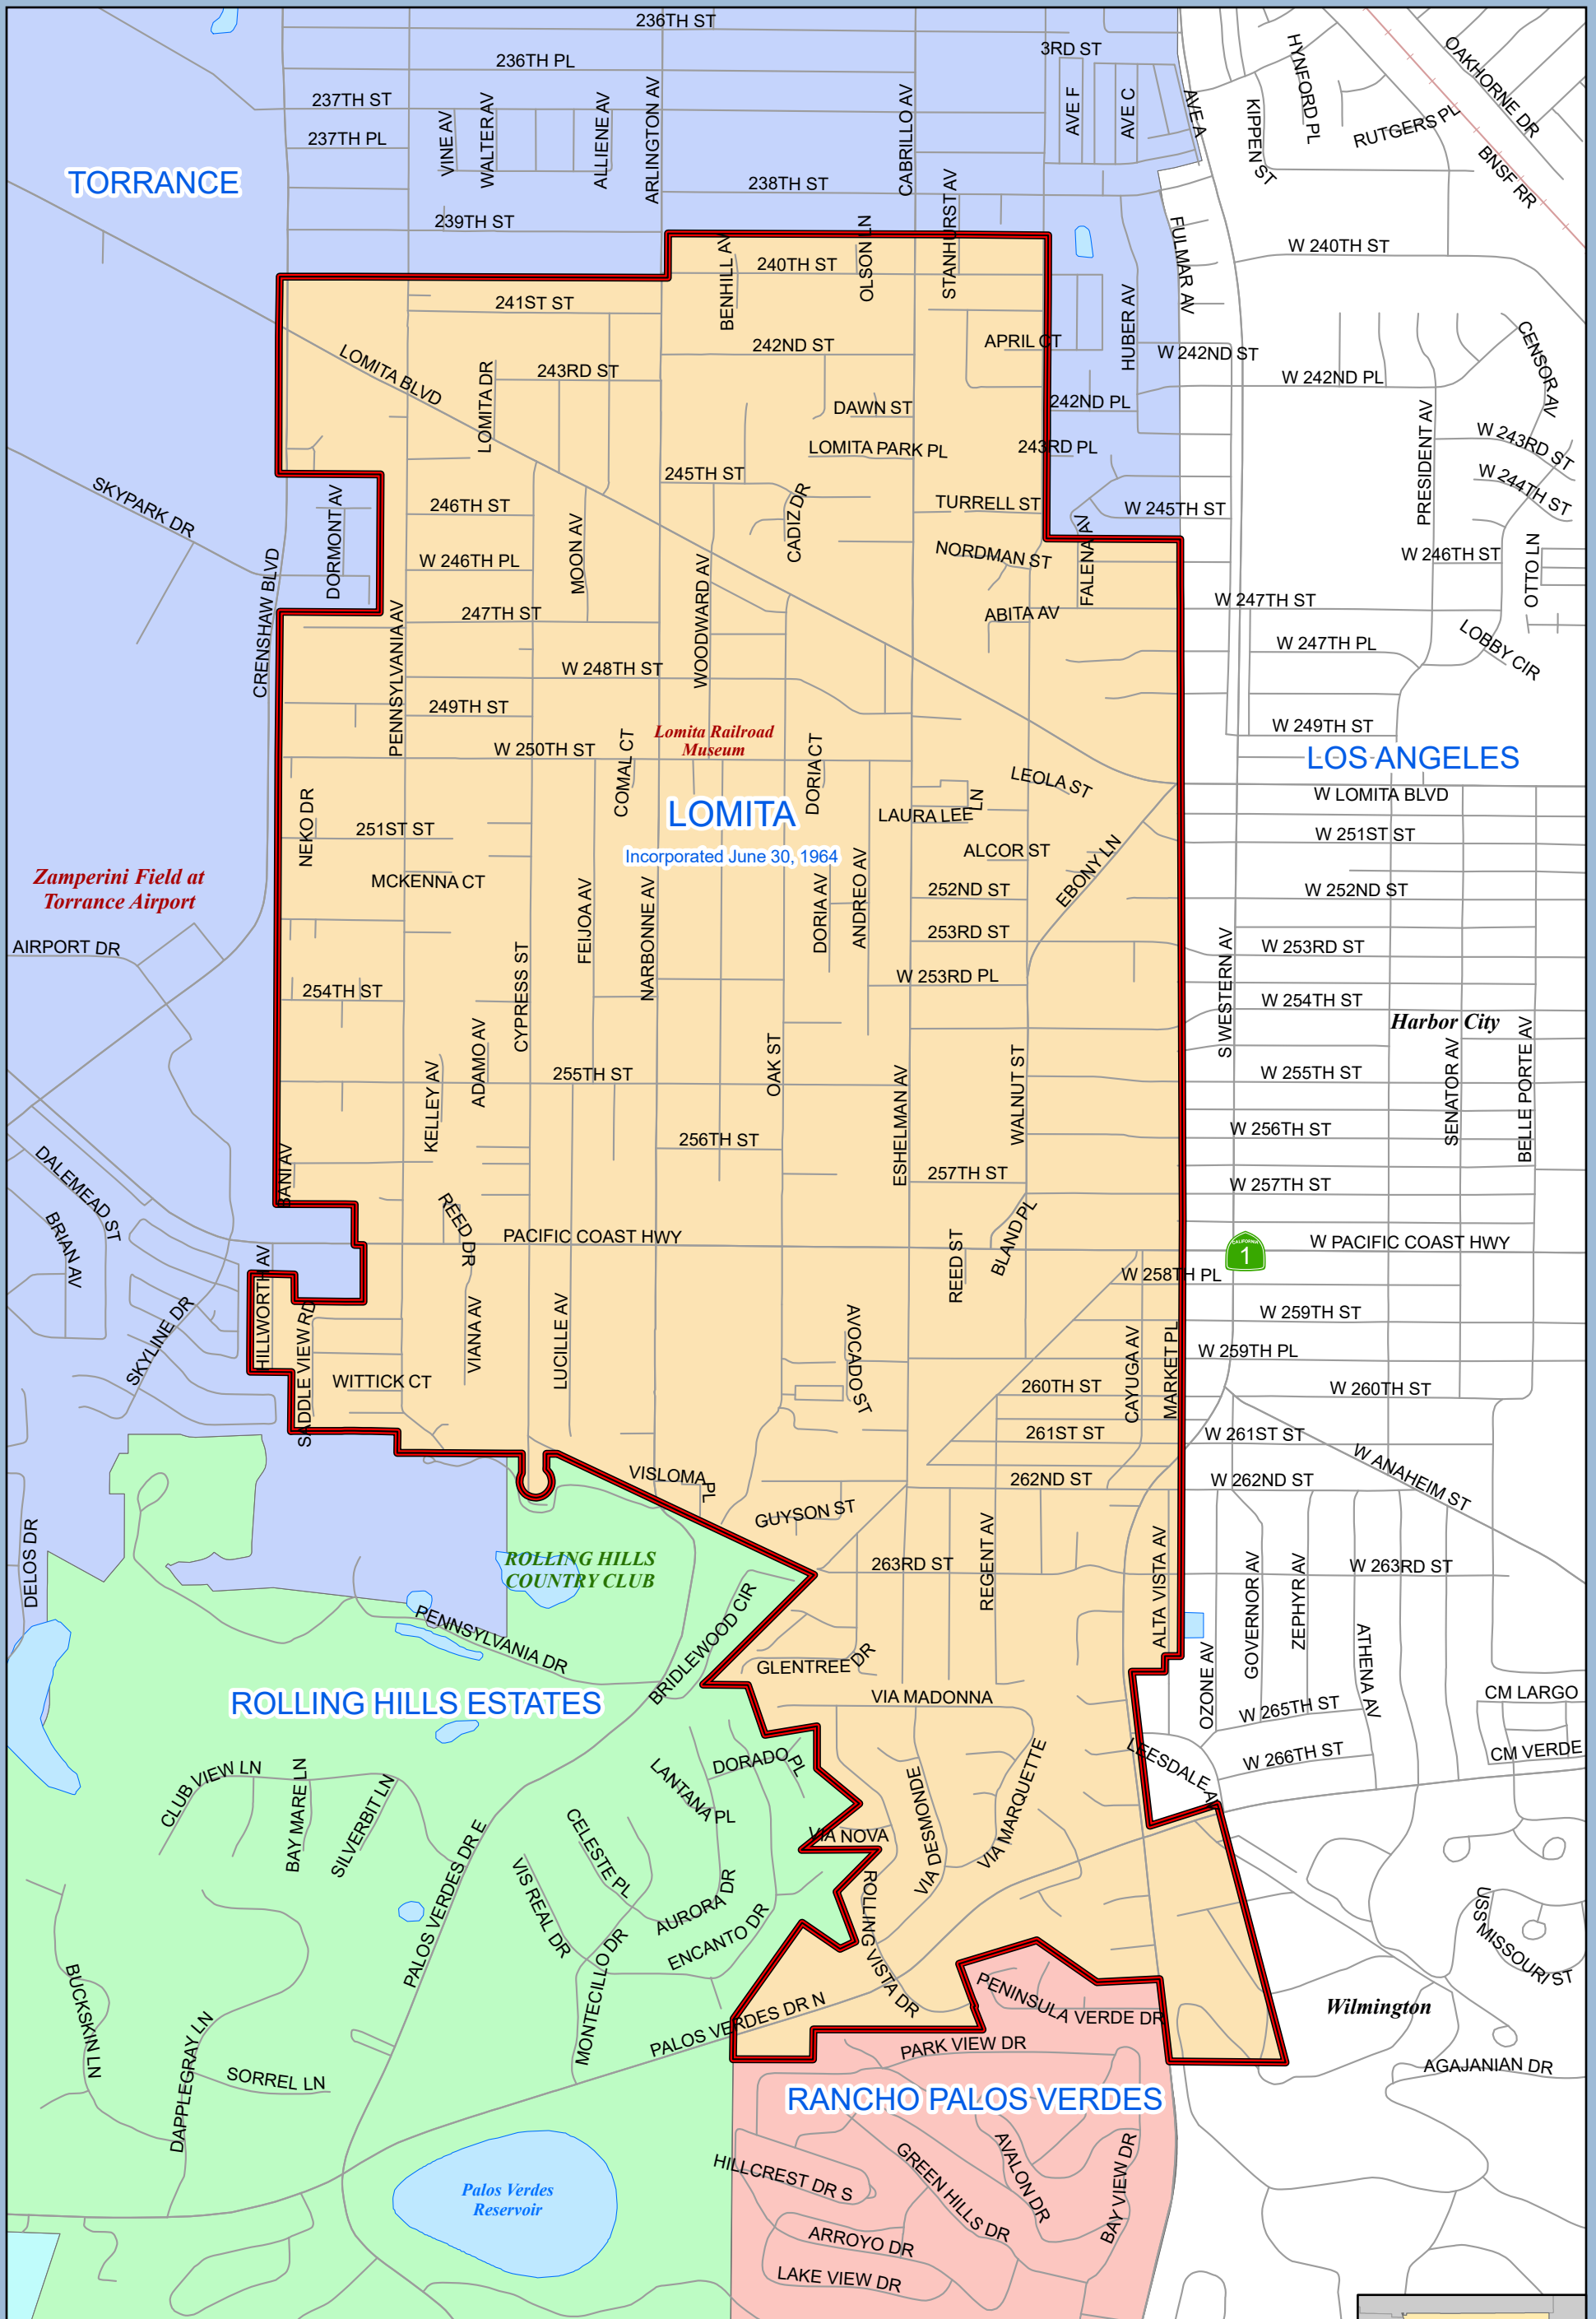 236TH ST
3RD ST
236TH PL
237TH ST
237TH PL
VINE AV
WALTER AV
ALLIENE AV
ARLINGTON AV
CABRILLO AV
AVE F
AVE C
AVE A
KIPPEN ST
HYNFORD PL
RUTGERS PL
OAKHORNE DR
BNSF RR
TORRANCE
238TH ST
239TH ST
STANHURST AV
OLSON LN
BENHILL AV
240TH ST
FULMAR AV
W 240TH ST
HUBER AV
241ST ST
242ND ST
APRIL CT
W 242ND ST
W 242ND PL
CENSOR AV
LOMITA BLVD
LOMITA DR
243RD ST
DAWN ST
242ND PL
LOMITA PARK PL
243RD PL
PRESIDENT AV
W 243RD ST
W 244TH ST
SKYPARK DR
DORMONT AV
245TH ST
246TH ST
CADIZ DR
TURRELL ST
W 245TH ST
MOON AV
W 246TH PL
NORDMAN ST
FALENA AV
W 246TH ST
OTTO LN
CRENSHAW BLVD
PENNSYLVANIA AV
247TH ST
WOODWARD AV
ABITA AV
W 247TH ST
W 247TH PL
LOBBY CIR
W 248TH ST
249TH ST
Lomita Railroad
Museum
W 249TH ST
W 250TH ST
COMAL CT
DORIA CT
LOS ANGELES
LEOLA ST
W LOMITA BLVD
NEKO DR
LOMITA
LAURA LEE LN
251ST ST
W 251ST ST
Incorporated June 30, 1964
ALCOR ST
EBONY LN
Zamperini Field at
Torrance Airport
MCKENNA CT
FEIJOA AV
NARBONNE AV
DORIA AV
ANDREO AV
252ND ST
W 252ND ST
AIRPORT DR
253RD ST
W 253RD ST
S WESTERN AV
CYPRESS ST
W 253RD PL
254TH ST
W 254TH ST
Harbor City
ADAMO AV
KELLEY AV
255TH ST
OAK ST
ESHELMAN AV
WALNUT ST
W 255TH ST
SENATOR AV
BELLE PORTE AV
256TH ST
W 256TH ST
DALEMEAD ST
BRIAN AV
BANI AV
257TH ST
W 257TH ST
REED DR
PACIFIC COAST HWY
REED ST
BLAND PL
CALIFORNIA
1
W PACIFIC COAST HWY
W 258TH PL
HILLWORTH AV
SKYLINE DR
SADDLE VIEW RD
VIANA AV
LUCILLE AV
AVOCADO ST
CAYUGA AV
MARKET PL
W 259TH ST
W 259TH PL
WITTICK CT
260TH ST
W 260TH ST
261ST ST
W 261ST ST
W ANAHEIM ST
VISLOMA PL
262ND ST
W 262ND ST
GUYSON ST
DELOS DR
ROLLING HILLS
COUNTRY CLUB
263RD ST
REGENT AV
ALTA VISTA AV
W 263RD ST
GOVERNOR AV
ZEPHYR AV
ATHENA AV
OZONE AV
PENNSYLVANIA DR
BRIDLEWOOD CIR
GLENTREE DR
ROLLING HILLS ESTATES
VIA MADONNA
W 265TH ST
CM LARGO
LEESDALE AV
W 266TH ST
CM VERDE
CLUB VIEW LN
BAY MARE LN
SILVERBIT LN
DORADO PL
LANTANA PL
VIA DESMONDE
VIA MARQUETTE
VIA NOVA
PALOS VERDES DR E
CELESTE PL
VIS REAL DR
AURORA DR
ENCANTO DR
ROLLING VISTA DR
USS MISSOURI ST
BUCKSKIN LN
DAPPLEGRAY LN
MONTECILLO DR
PALOS VERDES DR N
PENINSULA VERDE DR
Wilmington
SORREL LN
PARK VIEW DR
AGAJANIAN DR
RANCHO PALOS VERDES
Palos Verdes
Reservoir
HILLCREST DR S
GREEN HILLS DR
AVALON DR
BAY VIEW DR
ARROYO DR
LAKE VIEW DR